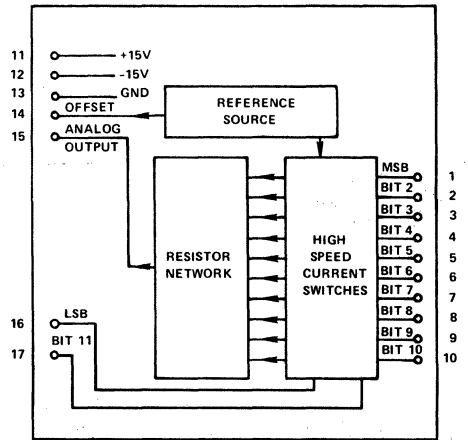 11 +15V
12 -15V
13 GND
14 OFFSET
15 ANALOG
OUTPUT
REFERENCE
SOURCE
MSB 1
BIT 2 2
BIT 3 3
BIT 4 4
BIT 5 5
BIT 6 6
BIT 7 7
BIT 8 8
BIT 9 9
BIT 10 10
RESISTOR
NETWORK
HIGH
SPEED
CURRENT
SWITCHES
16 LSB
17 BIT 11